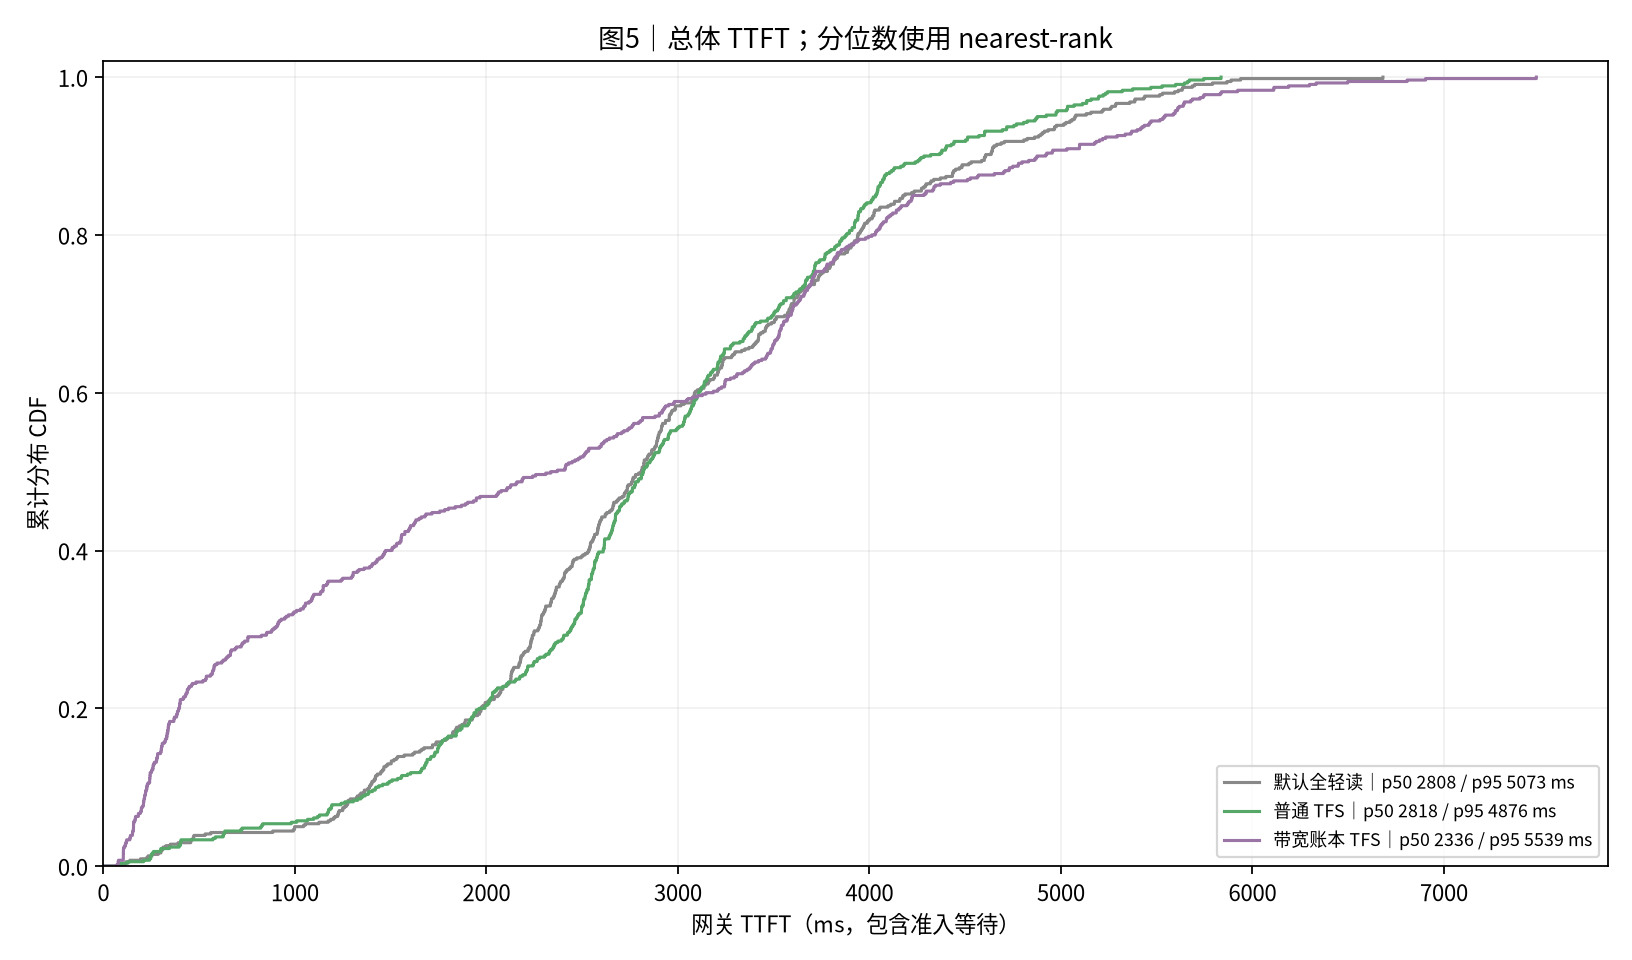 图5｜总体 TTFT；分位数使用 nearest-rank
累计分布 CDF
1.0
0.8
0.6
0.4
0.2
0.0
0 1000 2000 3000 4000 5000 6000 7000
网关 TTFT（ms，包含准入等待）
默认全轻读｜p50 2808 / p95 5073 ms
普通 TFS｜p50 2818 / p95 4876 ms
带宽账本 TFS｜p50 2336 / p95 5539 ms